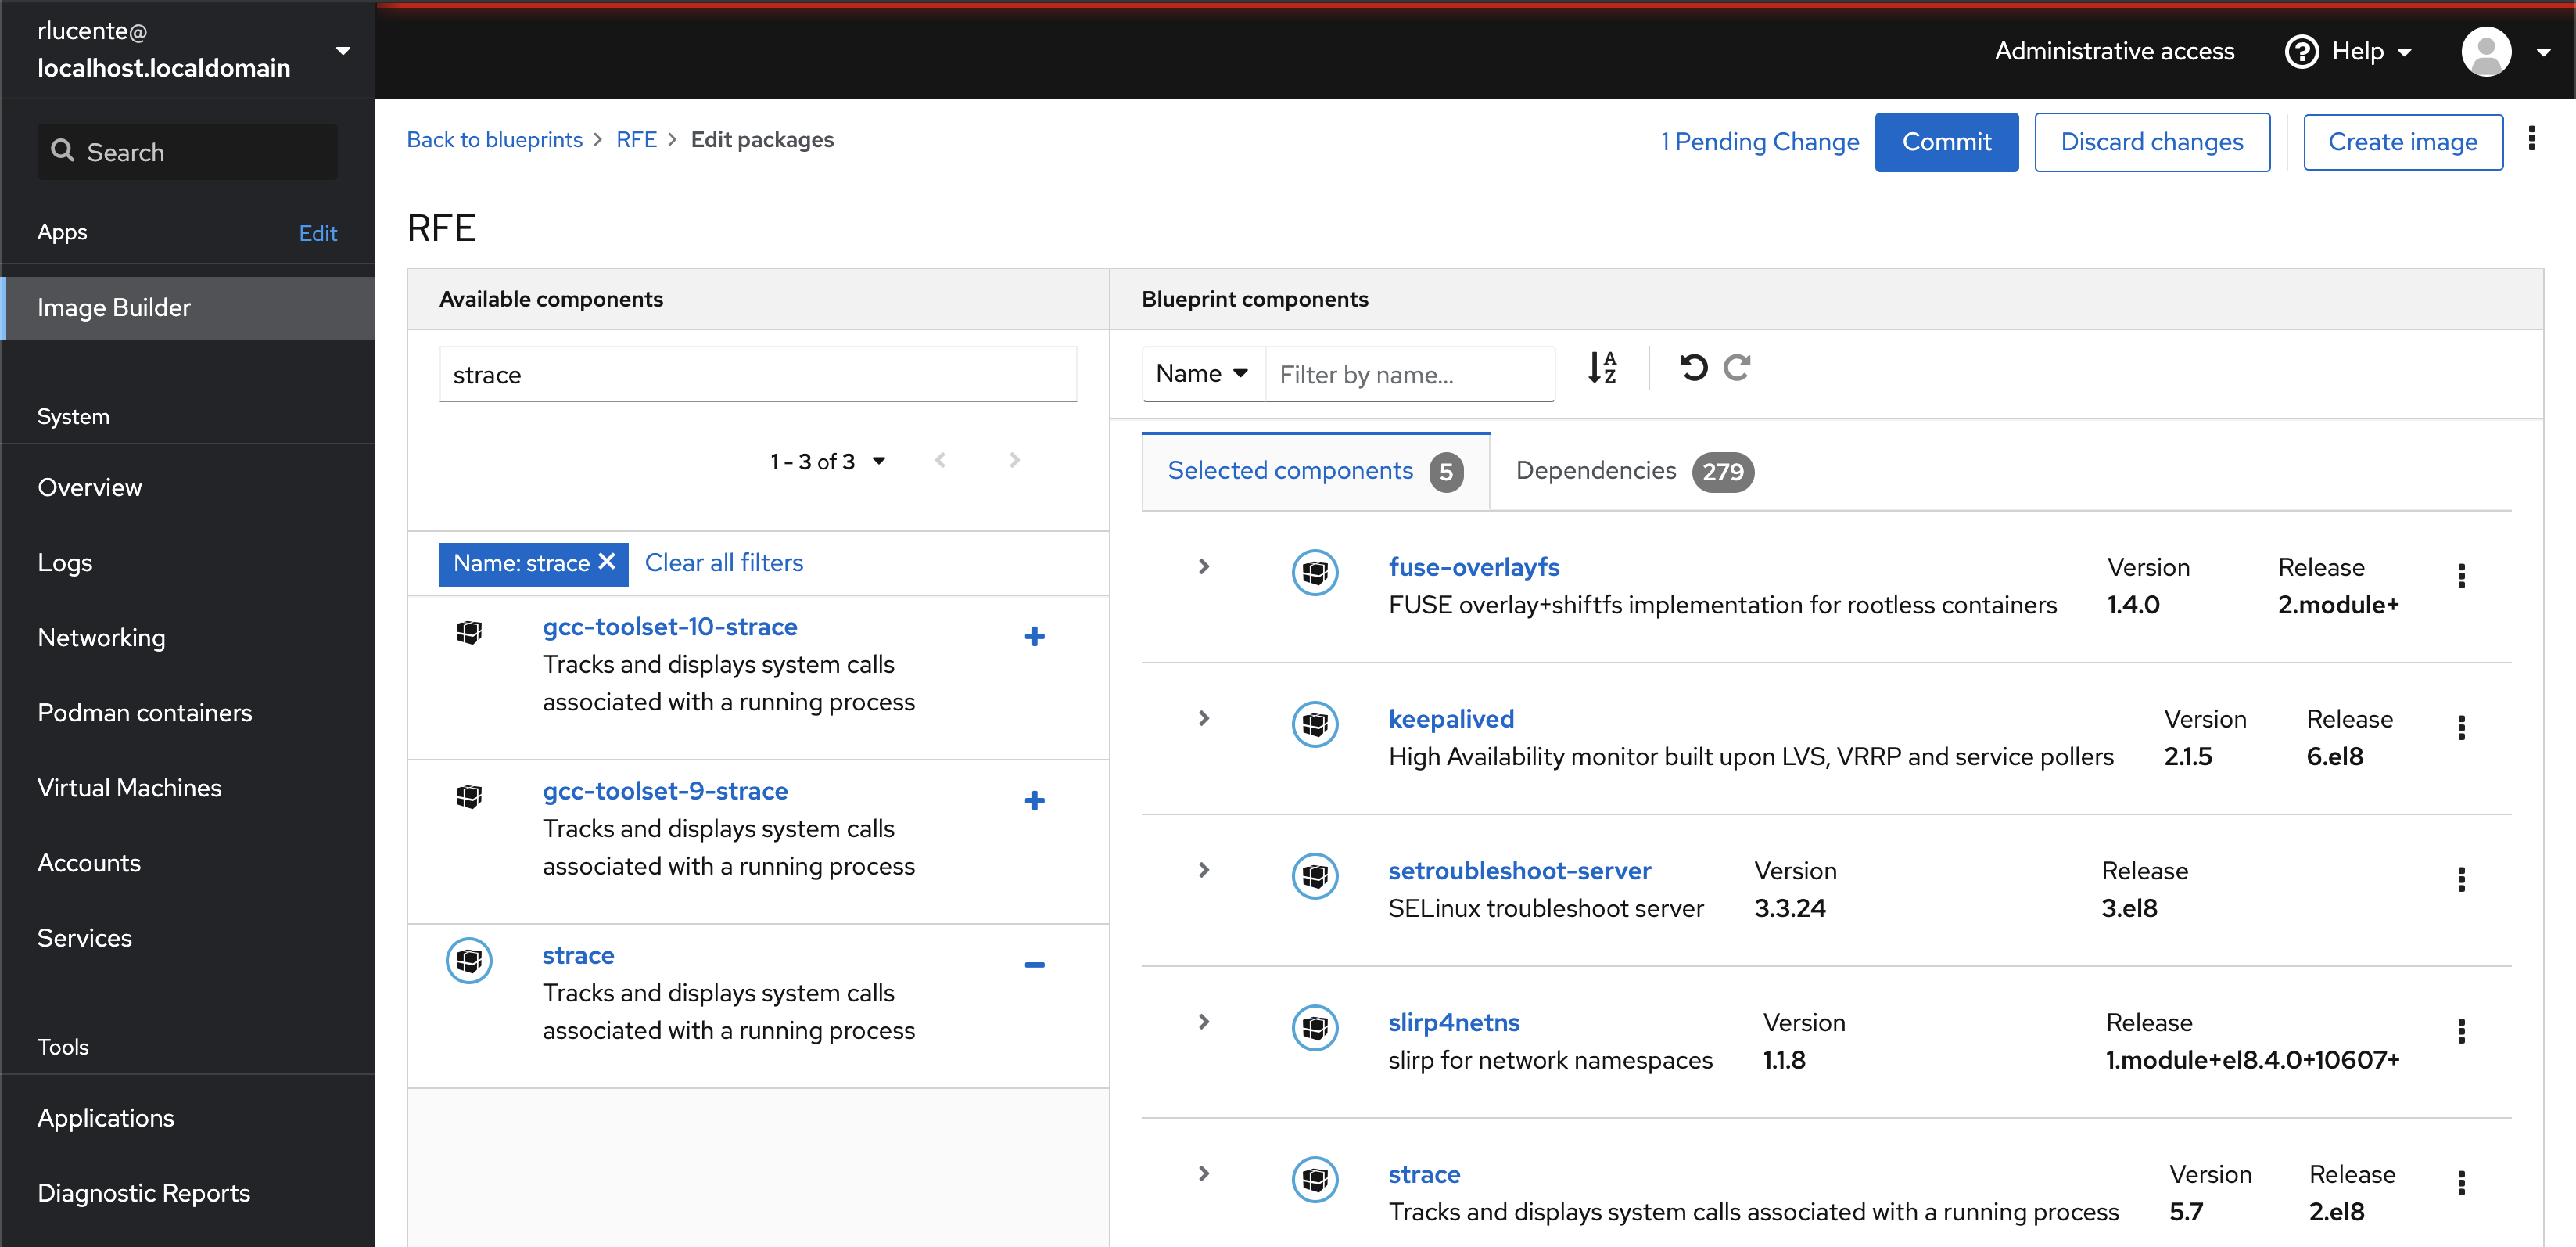 rlucente@
localhost.localdomain
Administrative access
Help
Search
Apps
Edit
Image Builder
System
Overview
Logs
Networking
Podman containers
Virtual Machines
Accounts
Services
Tools
Applications
Diagnostic Reports
Back to blueprints > RFE > Edit packages
1 Pending Change
Commit
Discard changes
Create image
RFE
Available components
strace
1 - 3 of 3
Name: strace
Clear all filters
gcc-toolset-10-strace
Tracks and displays system calls
associated with a running process
gcc-toolset-9-strace
Tracks and displays system calls
associated with a running process
strace
Tracks and displays system calls
associated with a running process
Blueprint components
Name
Filter by name...
Selected components 5
Dependencies 279
fuse-overlayfs
FUSE overlay+shiftfs implementation for rootless containers
Version
1.4.0
Release
2.module+
keepalived
High Availability monitor built upon LVS, VRRP and service pollers
Version
2.1.5
Release
6.el8
setroubleshoot-server
SELinux troubleshoot server
Version
3.3.24
Release
3.el8
slirp4netns
slirp for network namespaces
Version
1.1.8
Release
1.module+el8.4.0+10607+
strace
Tracks and displays system calls associated with a running process
Version
5.7
Release
2.el8